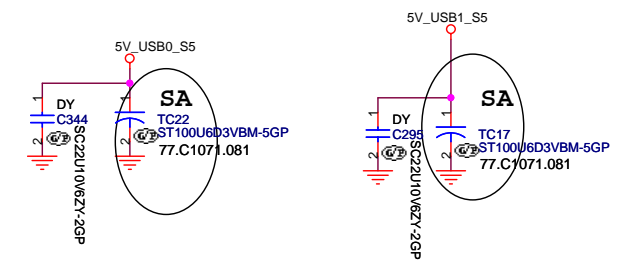 5V_USB0_S5
1
DY
C344
2
G/P
SC22U10V6ZY-2GP
SA
1
TC22
ST100U6D3VBM-5GP
2
G/P
77.C1071.081
5V_USB1_S5
1
DY
C295
2
G/P
SC22U10V6ZY-2GP
SA
1
TC17
ST100U6D3VBM-5GP
2
G/P
77.C1071.081